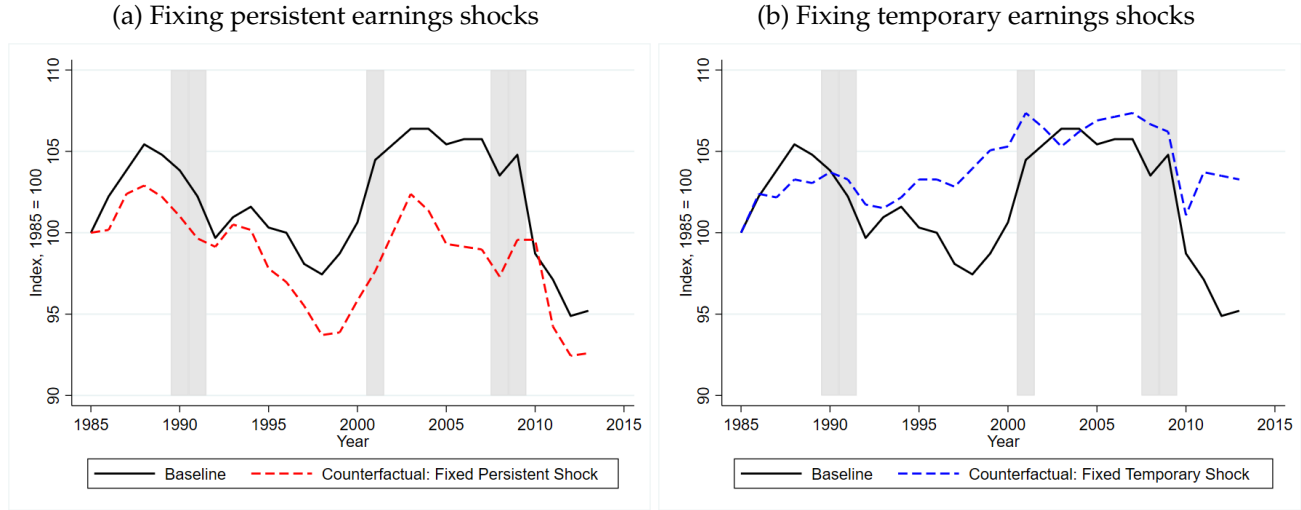 (a) Fixing persistent earnings shocks
Index, 1985 = 100
110
105
100
95
90
1985 1990 1995 2000 2005 2010 2015
Year
Baseline Counterfactual: Fixed Persistent Shock
(b) Fixing temporary earnings shocks
Index, 1985 = 100
110
105
100
95
90
1985 1990 1995 2000 2005 2010 2015
Year
Baseline Counterfactual: Fixed Temporary Shock